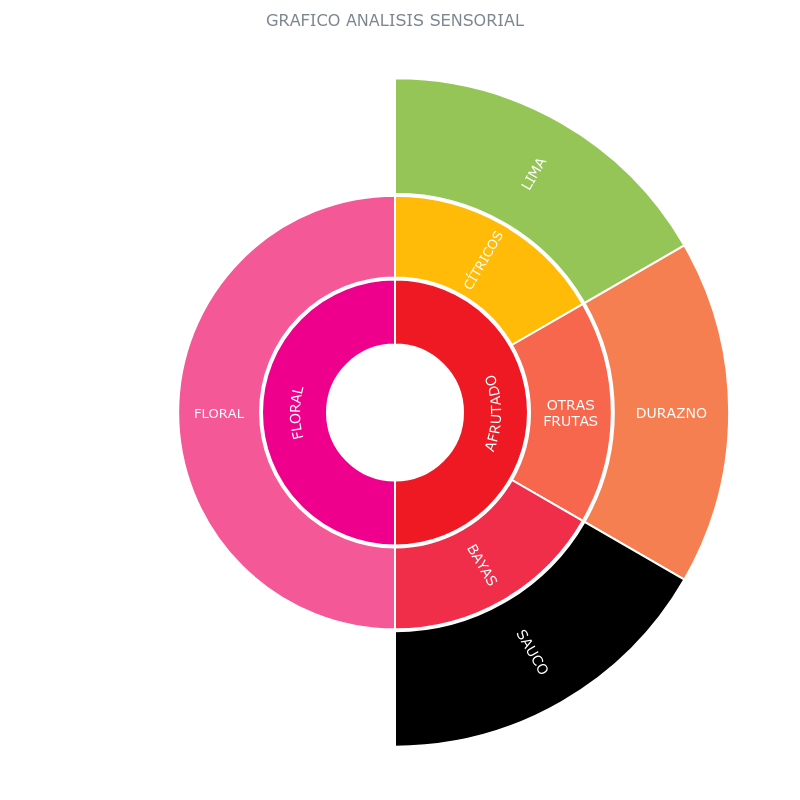 GRAFICO ANALISIS SENSORIAL
LIMA
CÍTRICOS
FLORAL
FLORAL
AFRUTADO
OTRAS
FRUTAS
DURAZNO
BAYAS
SAUCO